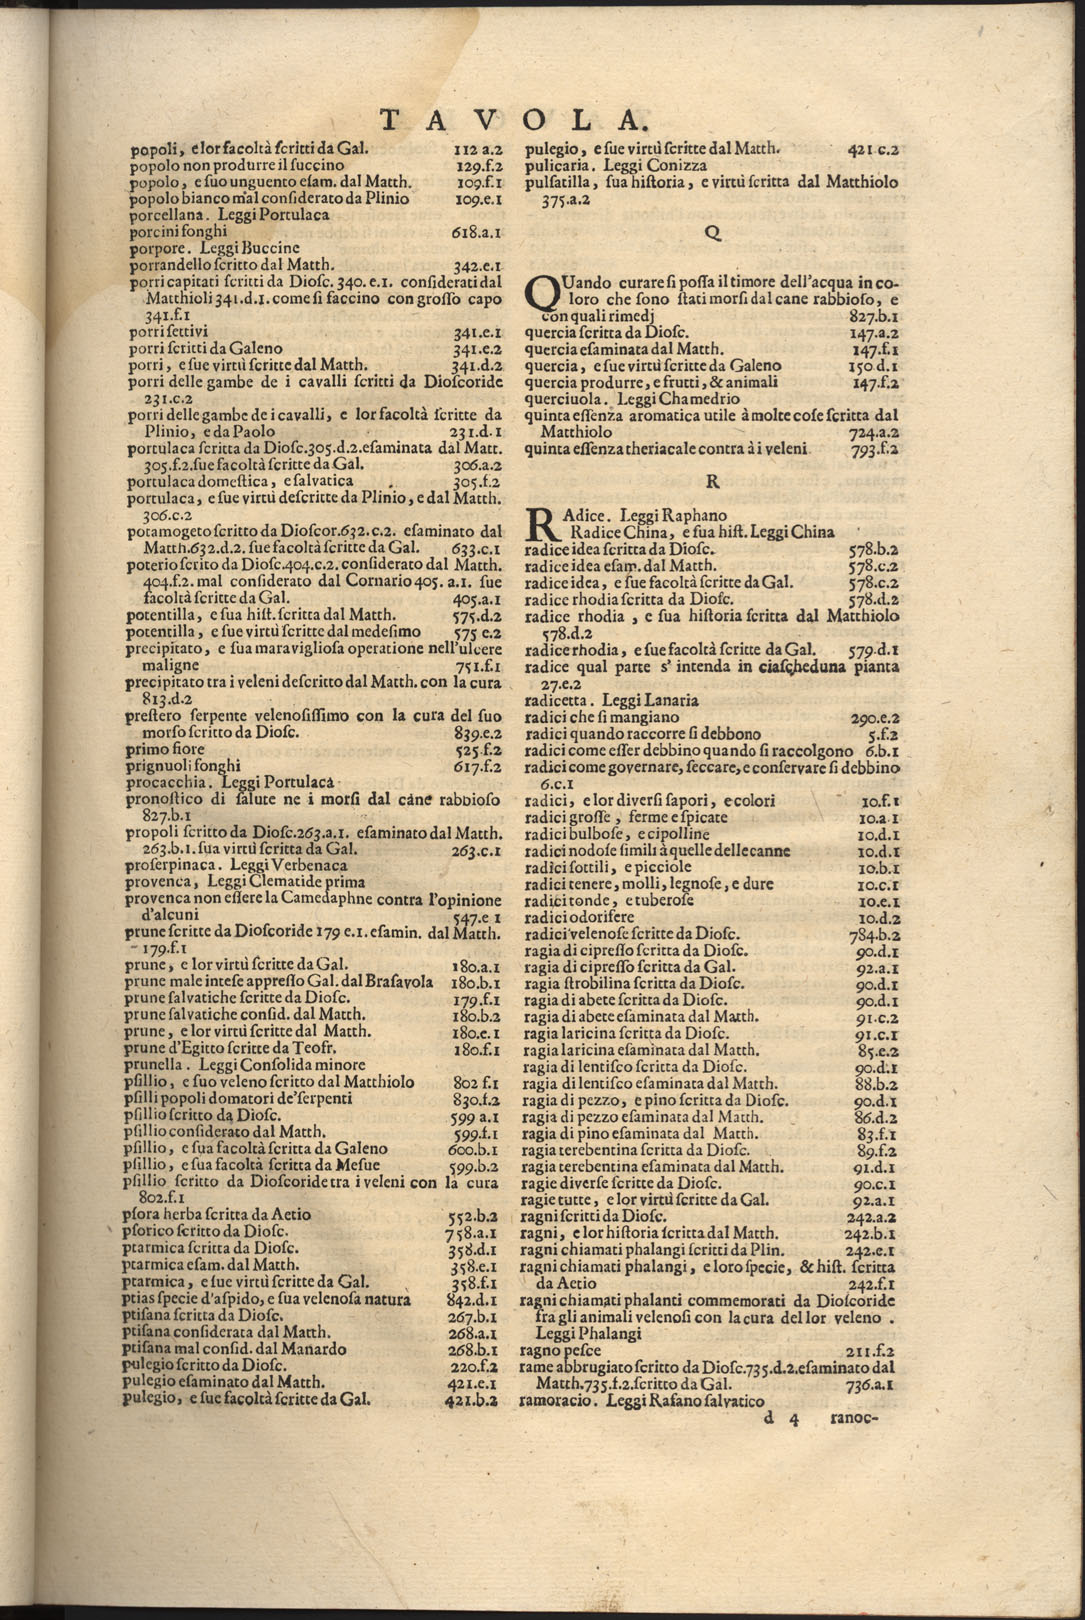 TAVOLA.
popoli, e lor facoltà ſcritti da Gal. 112 a.2
popolo non produrre il ſuccino 129.f.2
popolo, e ſuo unguento eſam. dal Matth. 109.f.1
popolo bianco mal conſiderato da Plinio 109.e.1
porcellana. Leggi Portulaca
porcini fonghi 618.a.1
porpore. Leggi Buccine
porrandello ſcritto dal Matth. 342.e.1
porri capitati ſcritti da Dioſc. 340. e.1. conſiderati dal
Matthioli 341.d.1. come ſi faccino con groſſo capo
341.f.1
porri ſettivi 341.e.1
porri ſcritti da Galeno 341.e.2
porri, e ſue virtù ſcritte dal Matth. 341.d.2
porri delle gambe de i cavalli ſcritti da Dioſcoride
231.c.2
porri delle gambe de i cavalli, e lor facoltà ſcritte da
Plinio, e da Paolo 231.d.1
portulaca ſcritta da Dioſc.305.d.2.eſaminata dal Matt.
305.f.2.ſue facoltà ſcritte da Gal. 306.a.2
portulaca domeſtica, e ſalvatica 305.f.2
portulaca, e ſue virtù deſcritte da Plinio, e dal Matth.
306.c.2
potamogeto ſcritto da Dioſcor.632.c.2. eſaminato dal
Matth.632.d.2. ſue facoltà ſcritte da Gal. 633.c.1
poterio ſcrito da Dioſc.404.c.2. conſiderato dal Matth.
404.f.2. mal conſiderato dal Cornario 405.a.1. ſue
facoltà ſcritte da Gal. 405.a.1
potentilla, e ſua hiſt. ſcritta dal Matth. 575.d.2
potentilla, e ſue virtù ſcritte dal medeſimo 575 e.2
precipitato, e ſua maravigliosa operatione nell'ulcere
maligne 751.f.1
precipitato tra i veleni deſcritto dal Matth. con la cura
813.d.2
preſtero ſerpente velenoſiſſimo con la cura del ſuo
morſo ſcritto da Dioſc. 839.e.2
primo fiore 525.f.2
prignuoli fonghi 617.f.2
procacchia. Leggi Portulaca
pronoſtico di ſalute ne i morſi dal cane rabbioſo
827.b.1
propoli ſcritto da Dioſc.263.a.1. eſaminato dal Matth.
263.b.1.ſua virtù ſcritta da Gal. 263.c.1
proſerpinaca. Leggi Verbenaca
provenca, Leggi Clematide prima
provenca non eſſere la Camedaphne contra l'opinione
d'alcuni 547.e 1
prune ſcritte da Dioſcoride 179 e.1. eſamin. dal Matth.
179.f.1
prune, e lor virtù ſcritte da Gal. 180.a.1
prune male inteſe appreſſo Gal. dal Braſavola 180.b.1
prune ſalvatiche ſcritte da Dioſc. 179.f.1
prune ſalvatiche conſid. dal Matth. 180.b.2
prune, e lor virtù ſcritte dal Matth. 180.e.1
prune d'Egitto ſcritte da Teofr. 180.f.1
prunella. Leggi Conſolida minore
pſillio, e ſuo veleno ſcritto dal Matthiolo 802 f.1
pſilli popoli domatori de'ſerpenti 830.f.2
pſillio ſcritto da Dioſc. 599 a.1
pſillio conſiderato dal Matth. 599.f.1
pſillio, e ſua facoltà ſcritta da Galeno 600.b.1
pſillio, e ſua facoltà ſcritta da Meſue 599.b.2
pſillio ſcritto da Dioſcoride tra i veleni con la cura
802.f.1
pſora herba ſcritta da Aetio 552.b.2
pſorico ſcritto da Dioſc. 758.a.1
ptarmica ſcritta da Dioſc. 358.d.1
ptarmica eſam. dal Matth. 358.e.1
ptarmica, e ſue virtù ſcritte da Gal. 358.f.1
ptias ſpecie d'aſpido, e ſua velenoſa natura 842.d.1
ptiſana ſcritta da Dioſc. 267.b.1
ptiſana conſiderata dal Matth. 268.a.1
ptiſana mal conſid. dal Manardo 268.b.1
pulegio ſcritto da Dioſc. 220.f.2
pulegio eſaminato dal Matth. 421.e.1
pulegio, e ſue facoltà ſcritte da Gal. 421.b.2
pulegio, e ſue virtù ſcritte dal Matth. 421 c.2
pulicaria. Leggi Conizza
pulſatilla, ſua hiſtoria, e virtù ſcritta dal Matthiolo
375.a.2
Q
QUando curare ſi poſſa il timore dell'acqua in co-
loro che ſono ſtati morſi dal cane rabbioſo, e
con quali rimedj 827.b.1
quercia ſcritta da Dioſc. 147.a.2
quercia eſaminata dal Matth. 147.f.1
quercia, e ſue virtù ſcritte da Galeno 150 d.1
quercia produrre, e frutti, & animali 147.f.2
querciuola. Leggi Chamedrio
quinta eſſenza aromatica utile à molte coſe ſcritta dal
Matthiolo 724.a.2
quinta eſſenza theriacale contra à i veleni 793.f.2
R
RAdice. Leggi Raphano
Radice China, e ſua hiſt. Leggi China
radice idea ſcritta da Dioſc. 578.b.2
radice idea eſam. dal Matth. 578.c.2
radice idea, e ſue facoltà ſcritte da Gal. 578.c.2
radice rhodia ſcritta da Dioſc. 578.d.2
radice rhodia, e ſua hiſtoria ſcritta dal Matthiolo
578.d.2
radice rhodia, e ſue facoltà ſcritte da Gal. 579.d.1
radice qual parte s'intenda in ciaſcheduna pianta
27.e.2
radicetta. Leggi Lanaria
radici che ſi mangiano 290.e.2
radici quando raccorre ſi debbono 5.f.2
radici come eſſer debbino quando ſi raccolgono 6.b.1
radici come governare, ſeccare, e conſervare ſi debbino
6.c.1
radici, e lor diverſi ſapori, e colori 10.f.1
radici groſſe, ferme e ſpicate 10.a 1
radici bulboſe, e cipolline 10.d.1
radici nodoſe ſimili à quelle delle canne 10.d.1
radici ſottili, e picciole 10.b.1
radici tenere, molli, legnoſe, e dure 10.c.1
radici tonde, e tuberoſe 10.e.1
radici odorifere 10.d.2
radici velenoſe ſcritte da Dioſc. 784.b.2
ragia di cipreſſo ſcritta da Dioſc. 90.d.1
ragia di cipreſſo ſcritta da Gal. 92.a.1
ragia ſtrobilina ſcritta da Dioſc. 90.d.1
ragia di abete ſcritta da Dioſc. 90.d.1
ragia di abete eſaminata dal Matth. 91.c.2
ragia laricina ſcritta da Dioſc. 91.c.1
ragia laricina eſaminata dal Matth. 85.e.2
ragia di lentiſco ſcritta da Dioſc. 90.d.1
ragia di lentiſco eſaminata dal Matth. 88.b.2
ragia di pezzo, e pino ſcritta da Dioſc. 90.d.1
ragia di pezzo eſaminata dal Matth. 86.d.2
ragia di pino eſaminata dal Matth. 83.f.1
ragia terebentina ſcritta da Dioſc. 89.f.2
ragia terebentina eſaminata dal Matth. 91.d.1
ragie diverſe ſcritte da Dioſc. 90.c.1
ragie tutte, e lor virtù ſcritte da Gal. 92.a.1
ragni ſcritti da Dioſc. 242.a.2
ragni, e lor hiſtoria ſcritta dal Matth. 242.b.1
ragni chiamati phalangi ſcritti da Plin. 242.e.1
ragni chiamati phalangi, e loro ſpecie, & hiſt. ſcritta
da Aetio 242.f.1
ragni chiamati phalanti commemorati da Dioſcoride
fra gli animali velenoſi con la cura del lor veleno.
Leggi Phalangi
ragno peſce 211.f.2
rame abbrugiato ſcritto da Dioſc.735.d.2.eſaminato dal
Matth.735.f.2.ſcritto da Gal. 736.a.1
ramoracio. Leggi Rafano ſalvatico
d 4 ranoc-